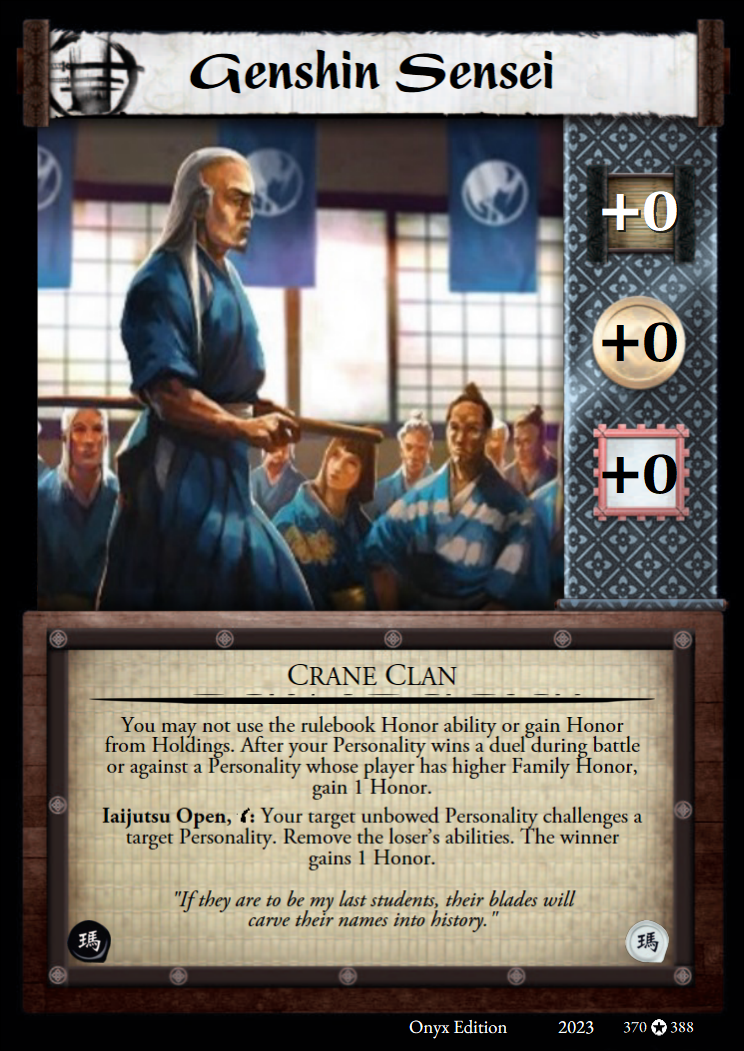 Genshin Sensei
+0
+0
+0
CRANE CLAN
You may not use the rulebook Honor ability or gain Honor
from Holdings. After your Personality wins a duel during battle
or against a Personality whose player has higher Family Honor,
gain 1 Honor.
Iaijutsu Open, : Your target unbowed Personality challenges a
target Personality. Remove the loser's abilities. The winner
gains 1 Honor.
"If they are to be my last students, their blades will
carve their names into history."
瑪 瑪
Onyx Edition 2023 370 ✪ 388